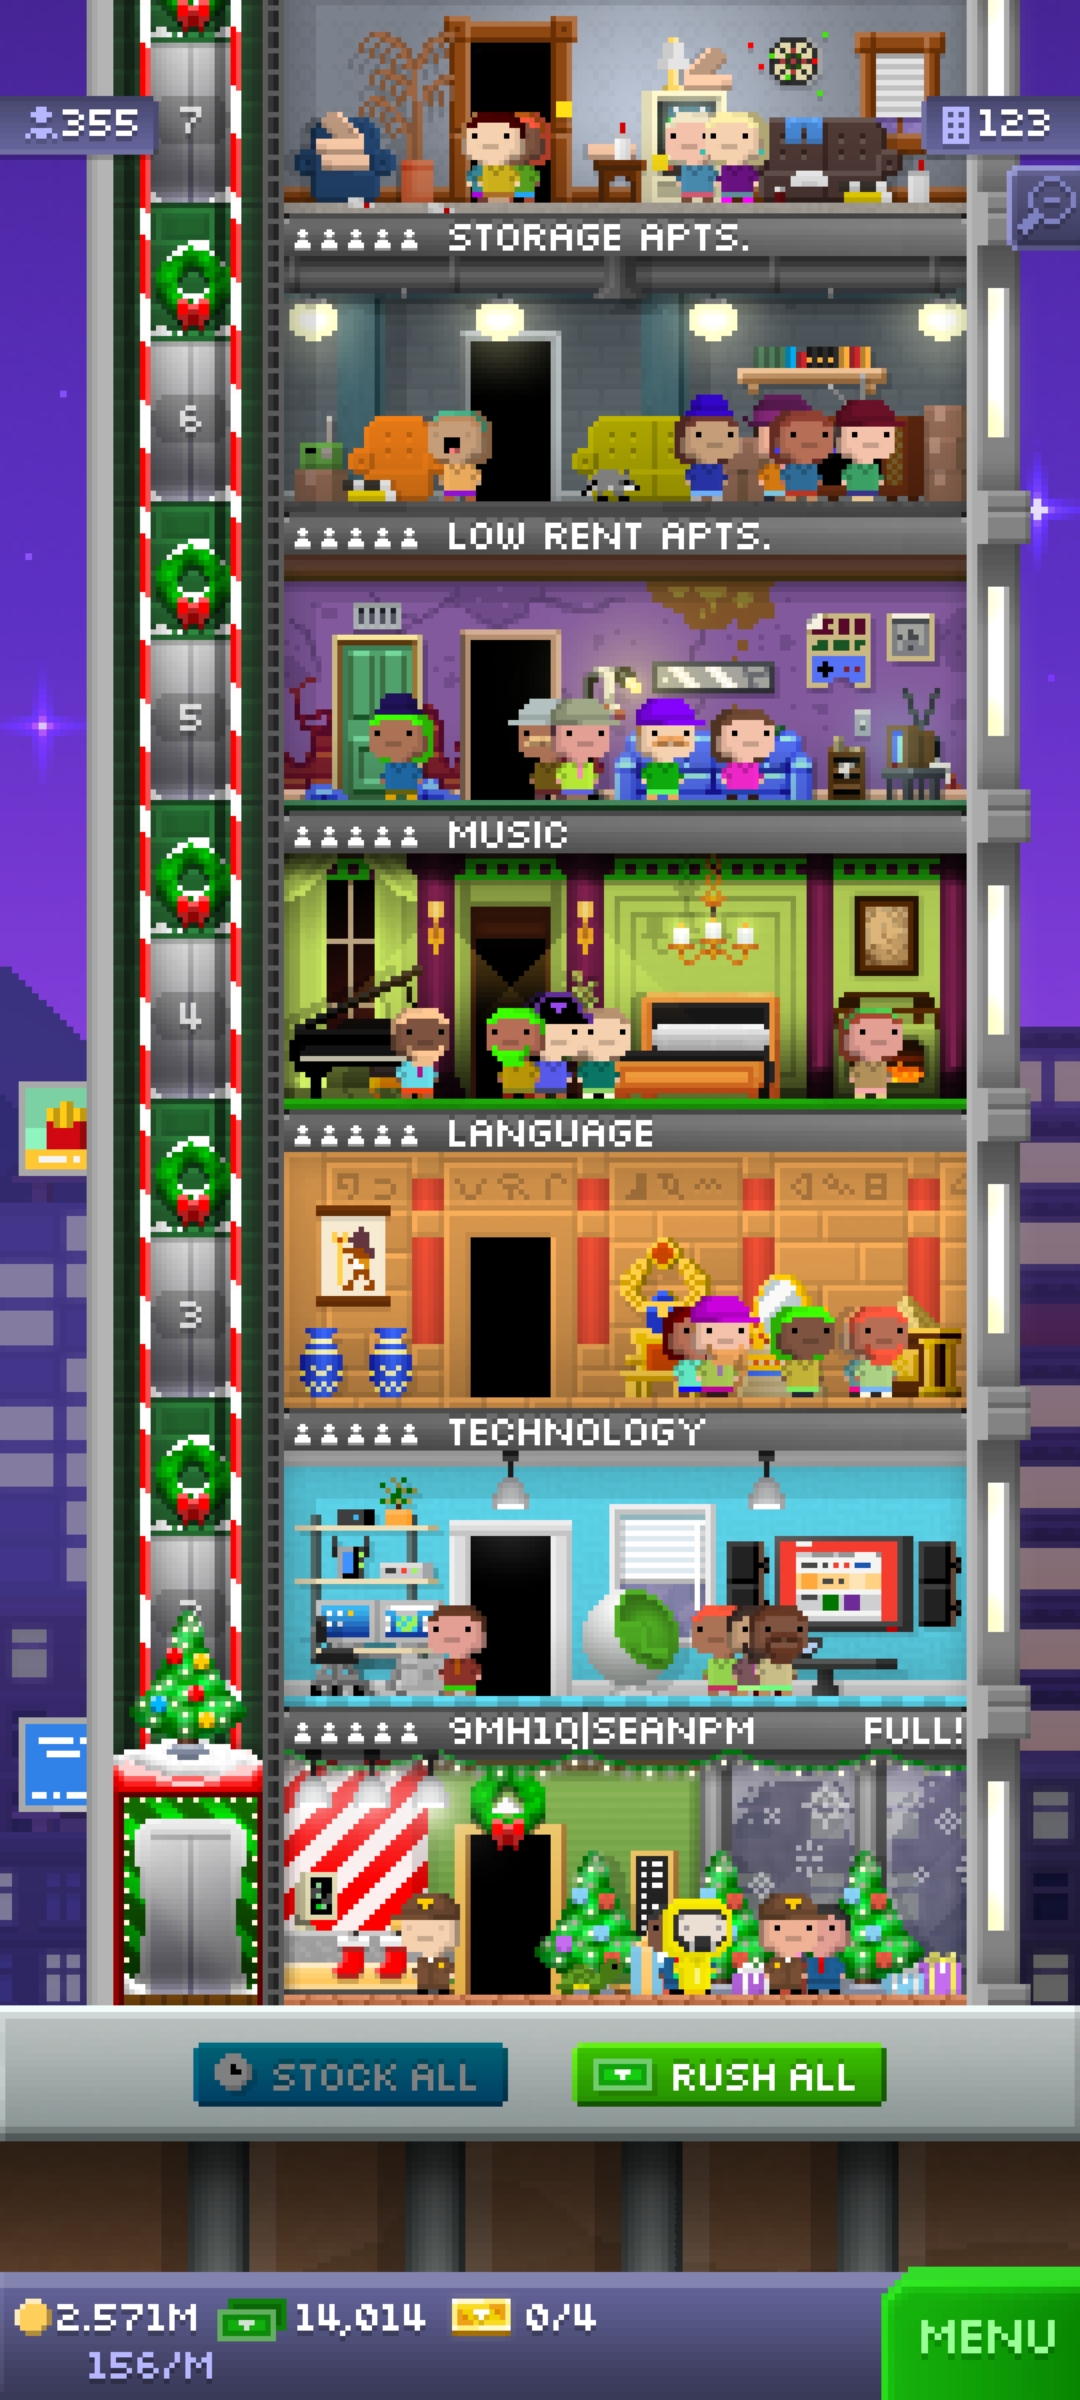 7
355
123
STORAGE APTS.
6
LOW RENT APTS.
5
MUSIC
4
LANGUAGE
3
TECHNOLOGY
9MH1Q|SEANPM FULL!
STOCK ALL
RUSH ALL
2.571M 14,014 0/4
156/M
MENU